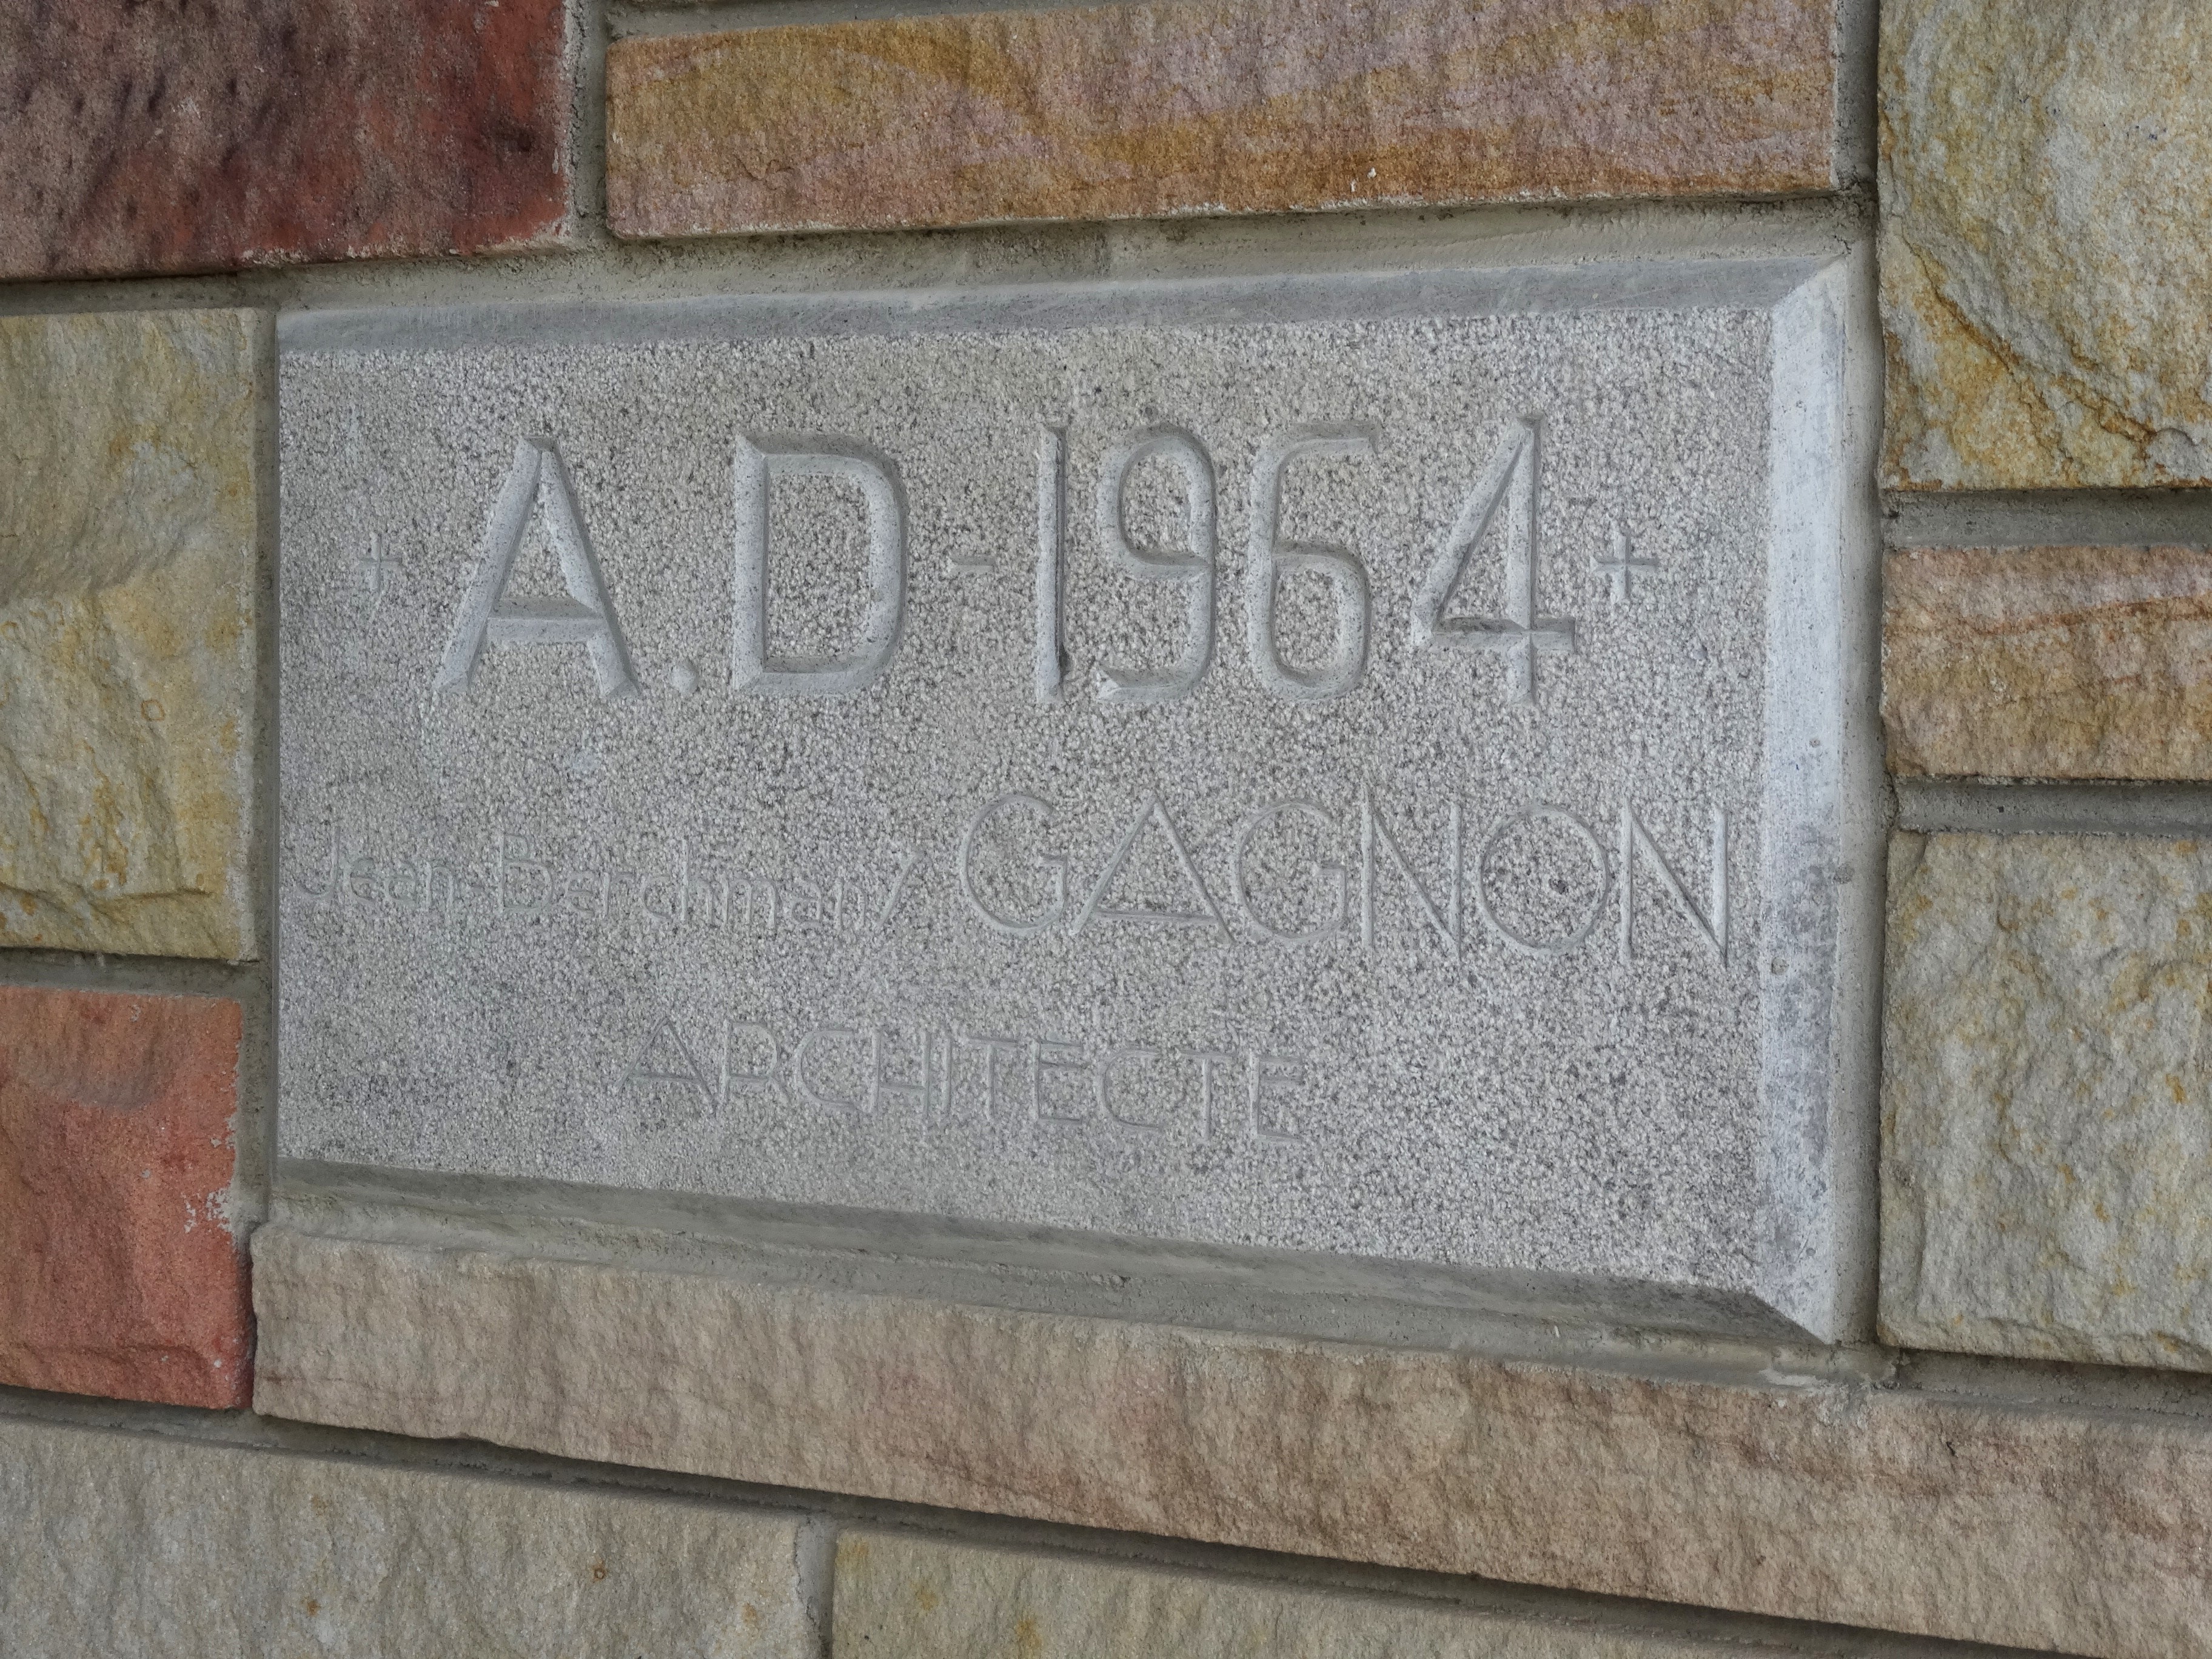 + A.D - 1964 +
Jean-Berchmans GAGNON
ARCHITECTE